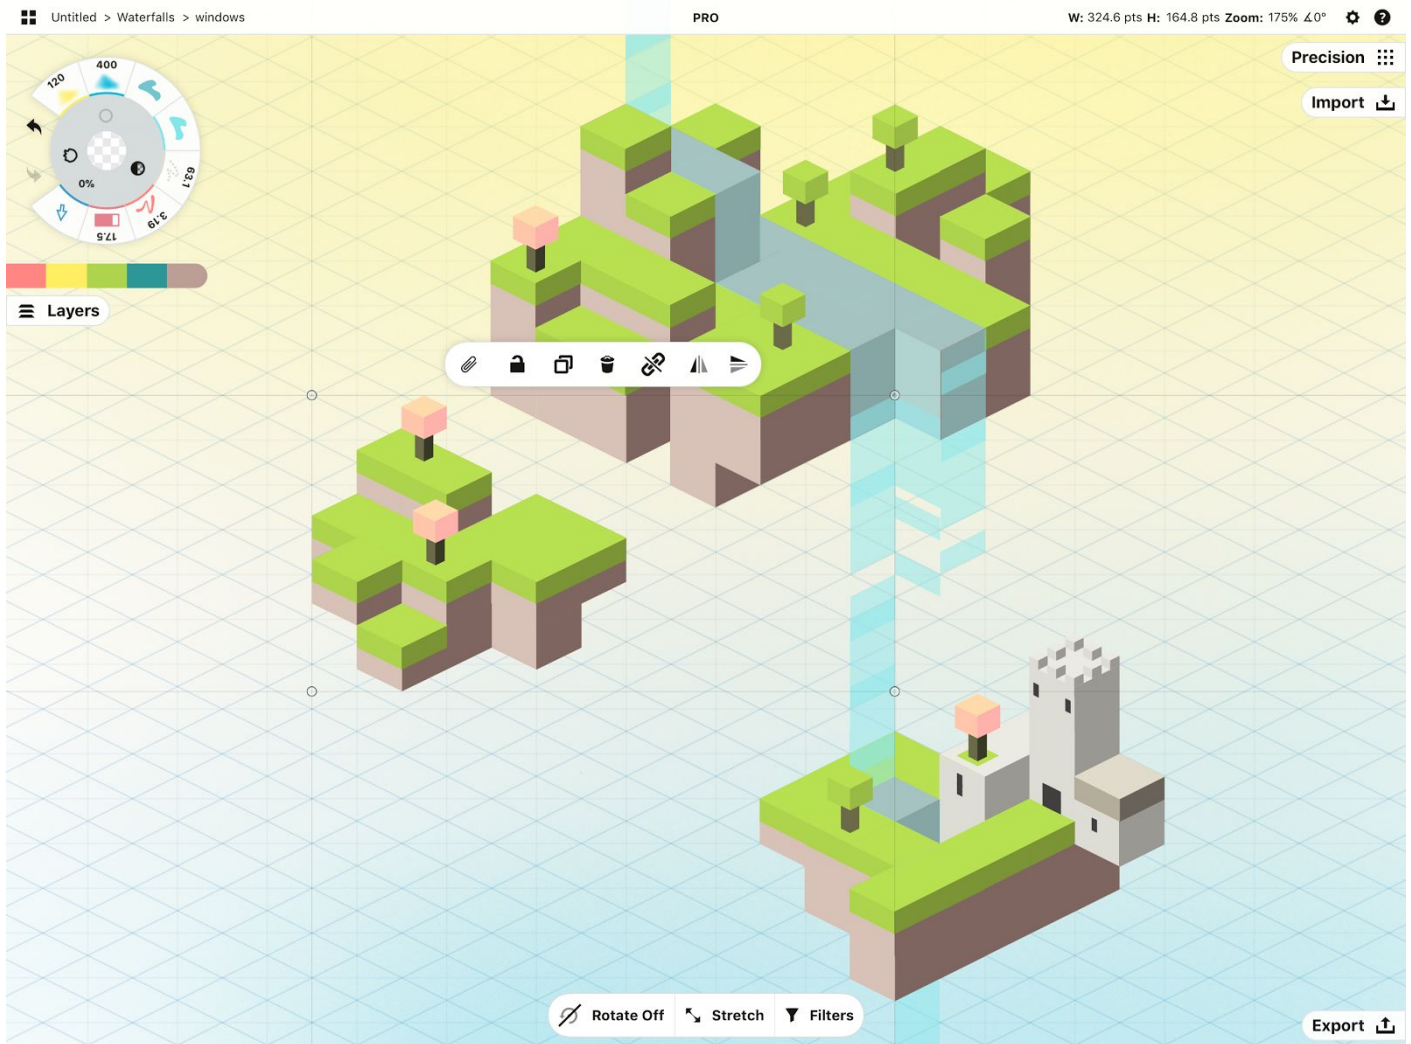 Untitled > Waterfalls > windows
PRO
W: 324.6 pts H: 164.8 pts Zoom: 175% ∡0°
Precision
Import
120
400
63.1
3.19
17.5
0%
Layers
Rotate Off
Stretch
Filters
Export